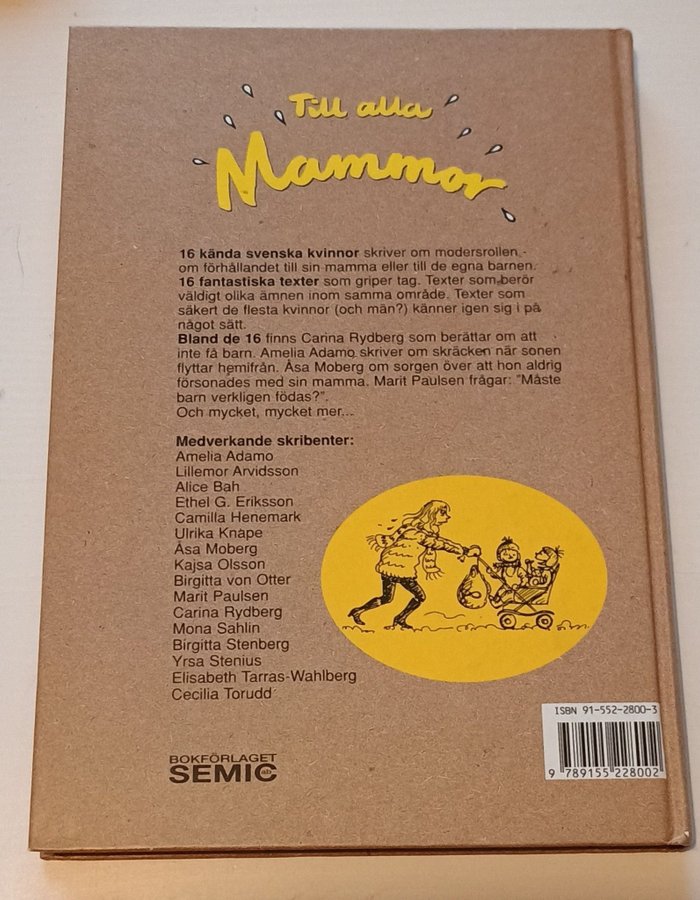 Till alla
Mammor
16 kända svenska kvinnor skriver om modersrollen -
om förhållandet till sin mamma eller till de egna barnen.
16 fantastiska texter som griper tag. Texter som berör
väldigt olika ämnen inom samma område. Texter som
säkert de flesta kvinnor (och män?) känner igen sig i på
något sätt.
Bland de 16 finns Carina Rydberg som berättar om att
inte få barn. Amelia Adamo skriver om skräcken när sonen
flyttar hemifrån. Åsa Moberg om sorgen över att hon aldrig
försonades med sin mamma. Marit Paulsen frågar: "Måste
barn verkligen födas?".
Och mycket, mycket mer...
Medverkande skribenter:
Amelia Adamo
Lillemor Arvidsson
Alice Bah
Ethel G. Eriksson
Camilla Henemark
Ulrika Knape
Åsa Moberg
Kajsa Olsson
Birgitta von Otter
Marit Paulsen
Carina Rydberg
Mona Sahlin
Birgitta Stenberg
Yrsa Stenius
Elisabeth Tarras-Wahlberg
Cecilia Torudd
BOKFÖRLAGET
SEMIC
ISBN 91-552-2800-3
9 789155 228002